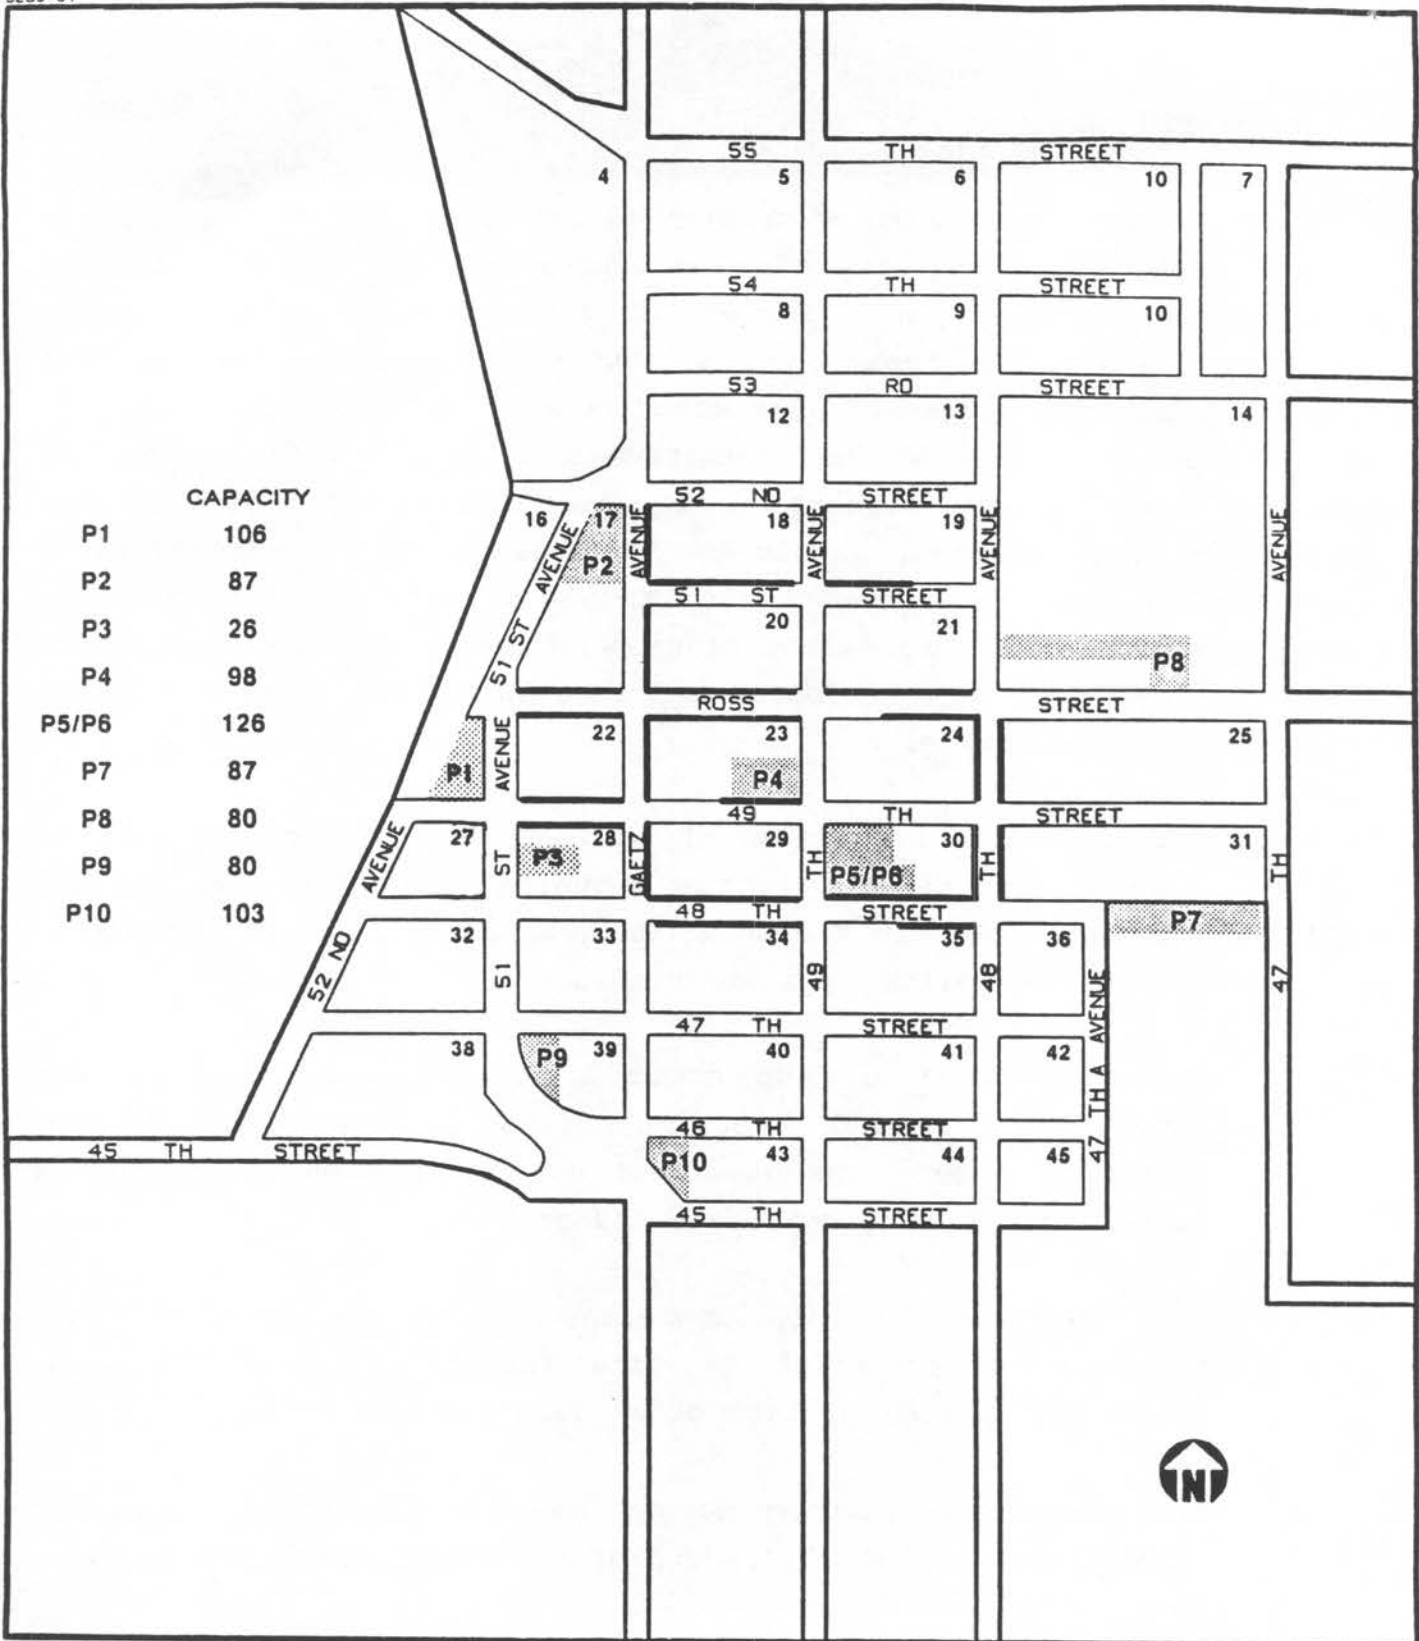 55 TH STREET
4 5 6 10 7
54 TH STREET
8 9 10
53 RD STREET
12 13 14
CAPACITY
P1 106
P2 87
P3 26
P4 98
P5/P6 126
P7 87
P8 80
P9 80
P10 103
52 ND STREET
16 17 18 19
AVENUE AVENUE AVENUE AVENUE AVENUE
P2
51 ST STREET
20 21
51 ST
P8
ROSS STREET
AVENUE
22 23 24 25
P1 P4
49 TH STREET
AVENUE
27 28 29 30 31
ST P3 GAETZ TH P5/P6 TH TH
48 TH STREET
P7
32 33 34 35 36
52 ND 51 49 48 47
AVENUE
47 TH STREET
38 P9 39 40 41 42
47 TH A
46 TH STREET
45 TH STREET
P10 43 44 45
45 TH STREET
N